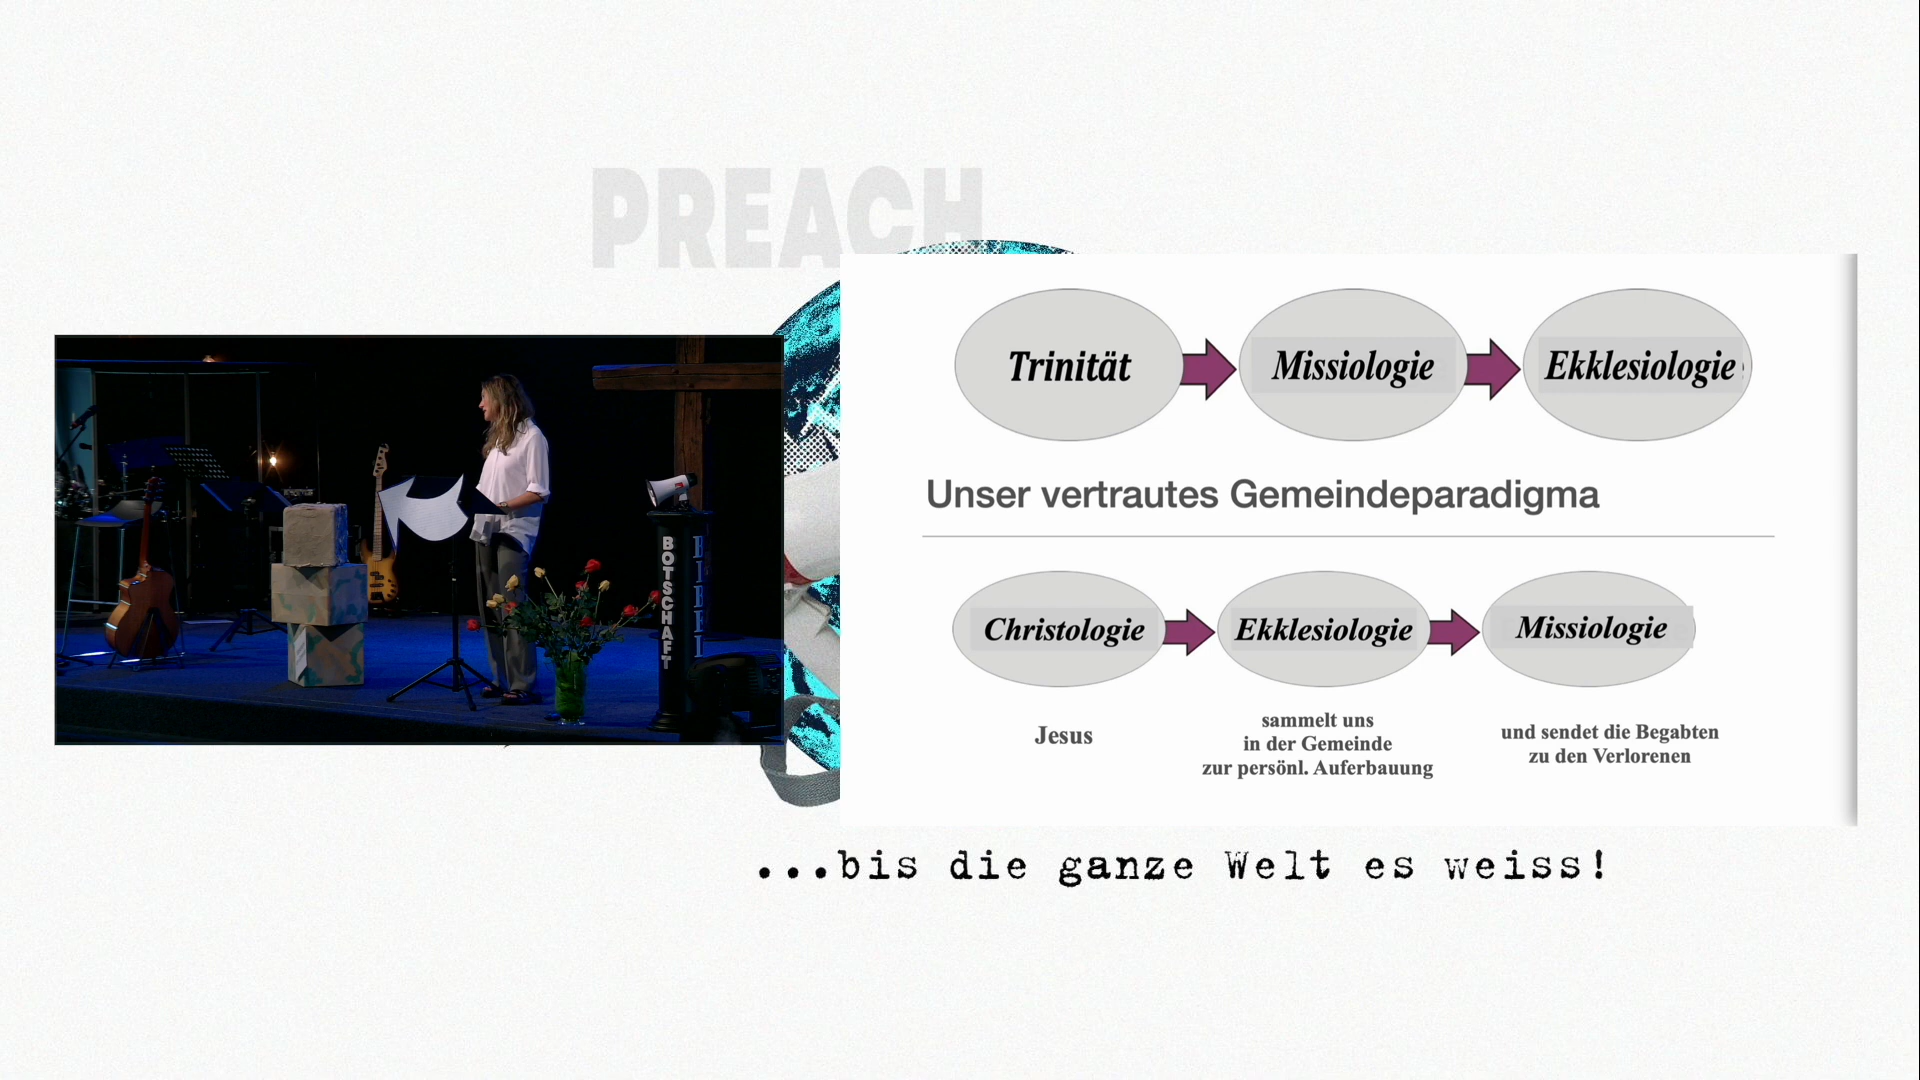 PREACH
BOTSCHAFT
BIBEL
Trinität
Missiologie
Ekklesiologie
Unser vertrautes Gemeindeparadigma
Christologie
Ekklesiologie
Missiologie
Jesus
sammelt uns
in der Gemeinde
zur persönl. Auferbauung
und sendet die Begabten
zu den Verlorenen
...bis die ganze Welt es weiss!